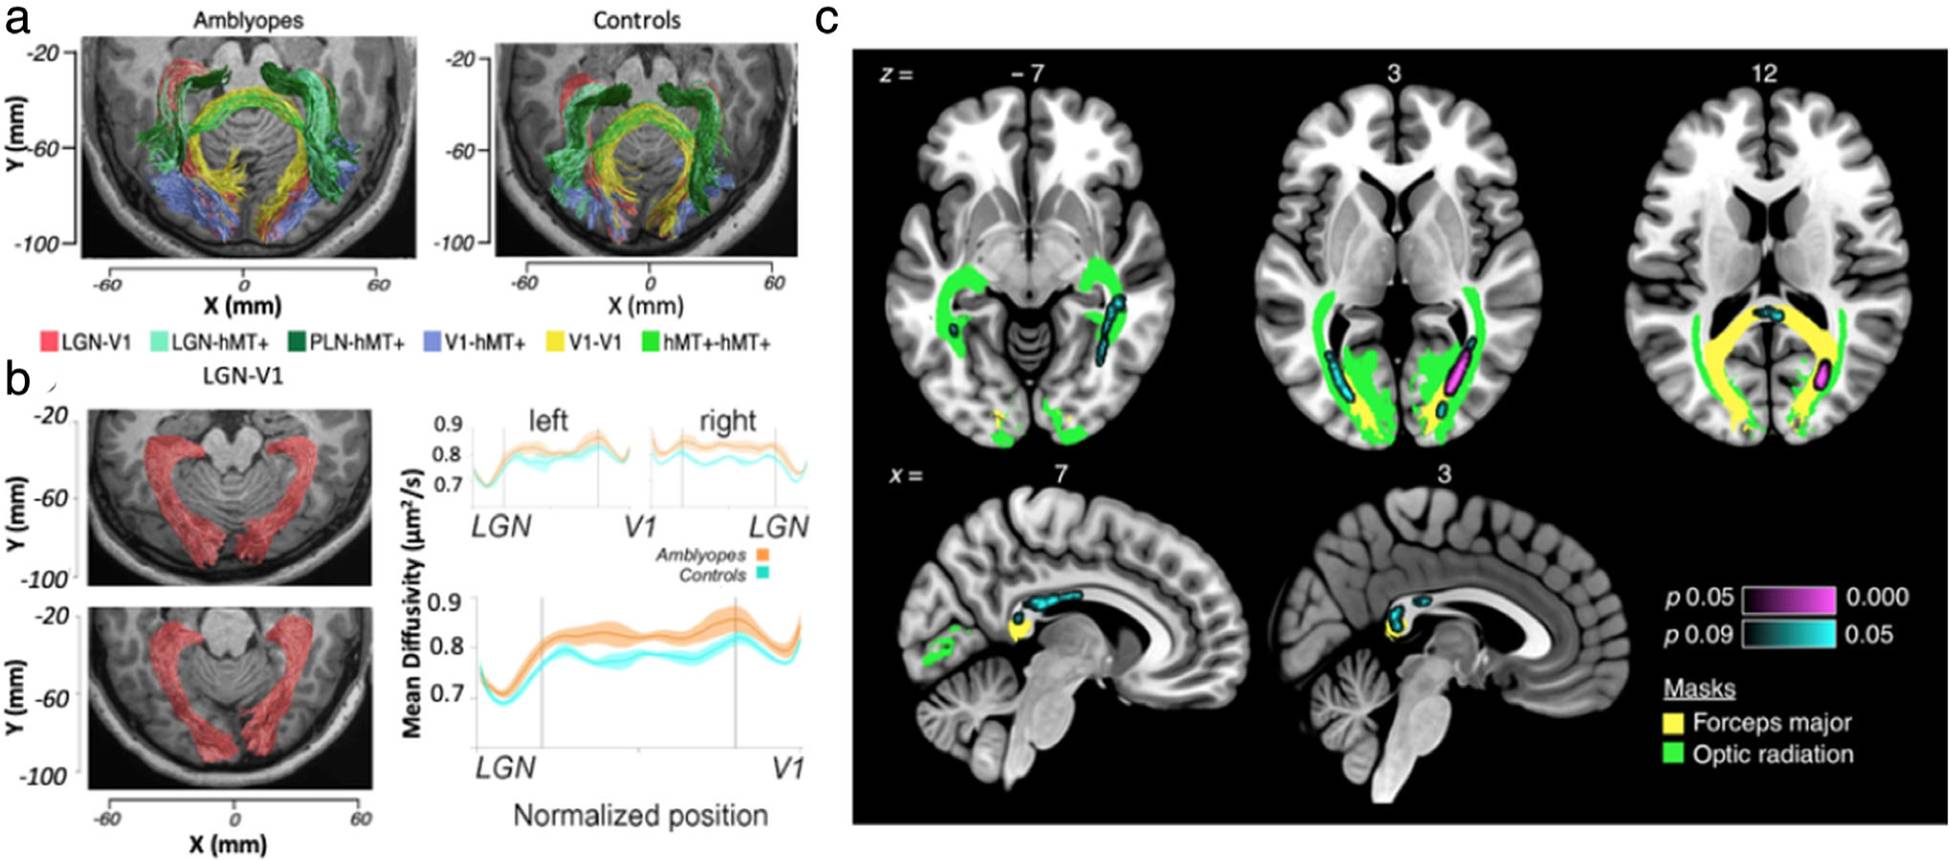 a
Amblyopes
Controls
-20
-60
-100
Y (mm)
-60 0 60
X (mm)
-20
-60
-100
-60 0 60
X (mm)
LGN-V1 LGN-hMT+ PLN-hMT+ V1-hMT+ V1-V1 hMT+-hMT+
b
LGN-V1
-20
-60
-100
Y (mm)
-20
-60
-100
Y (mm)
-60 0 60
X (mm)
Mean Diffusivity (μm²/s)
left right
0.9
0.8
0.7
LGN V1 LGN
Amblyopes
Controls
0.9
0.8
0.7
LGN V1
Normalized position
c
z = – 7 3 12
x = 7 3
p 0.05 0.000
p 0.09 0.05
Masks
Forceps major
Optic radiation